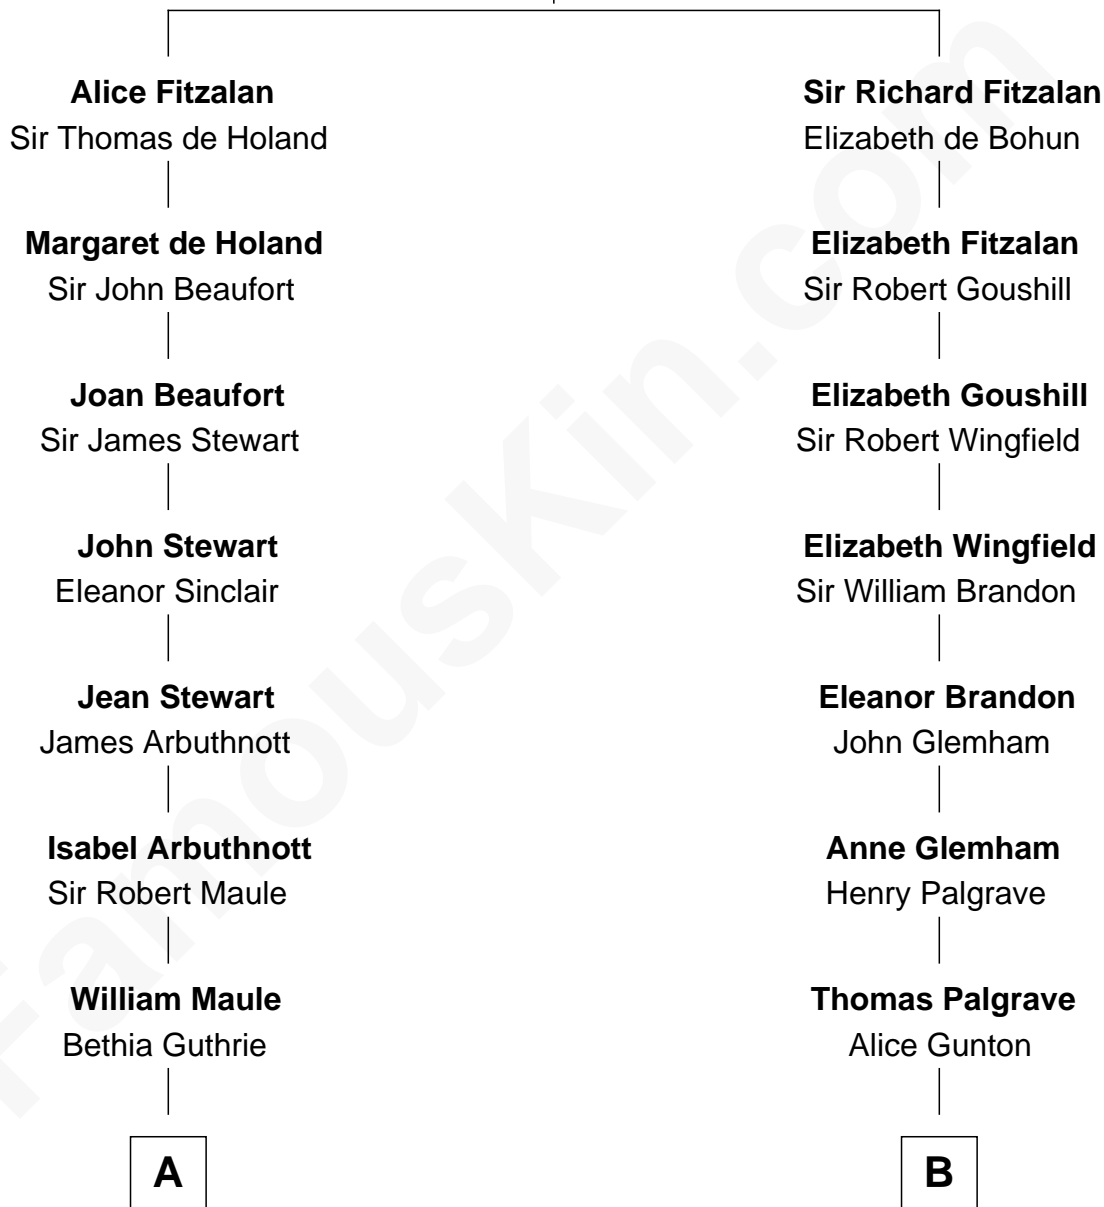 Alice Fitzalan
Sir Thomas de Holand
Margaret de Holand
Sir John Beaufort
Joan Beaufort
Sir James Stewart
John Stewart
Eleanor Sinclair
Jean Stewart
James Arbuthnott
Isabel Arbuthnott
Sir Robert Maule
William Maule
Bethia Guthrie
A
Sir Richard Fitzalan
Elizabeth de Bohun
Elizabeth Fitzalan
Sir Robert Goushill
Elizabeth Goushill
Sir Robert Wingfield
Elizabeth Wingfield
Sir William Brandon
Eleanor Brandon
John Glemham
Anne Glemham
Henry Palgrave
Thomas Palgrave
Alice Gunton
B
FamousKin.com